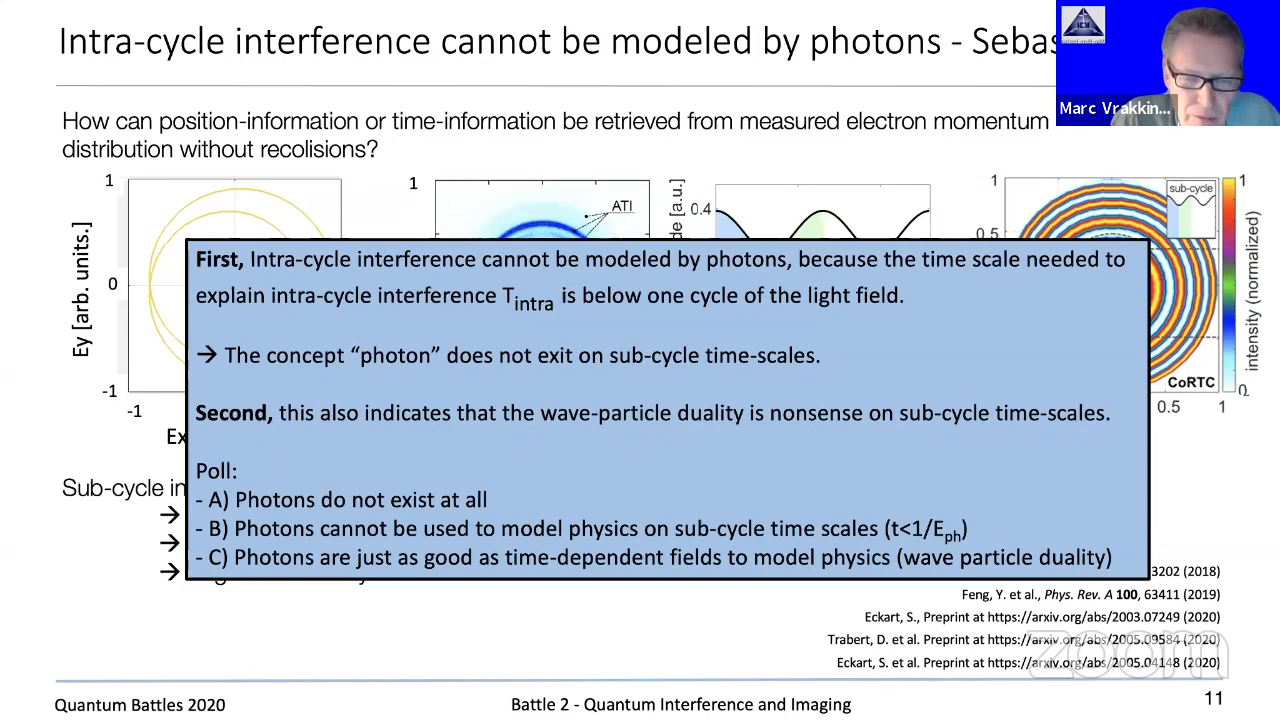 Intra-cycle interference cannot be modeled by photons - Sebas
Marc Vrakkin...
How can position-information or time-information be retrieved from measured electron momentum
distribution without recolisions?
1
0
-1
-1
Ey [arb. units.]
Ex
1
ATI
0.4
de [a.u.]
1
0.5
sub-cycle
CoRTC
0.5
1
1
0
intensity (normalized)
First, Intra-cycle interference cannot be modeled by photons, because the time scale needed to
explain intra-cycle interference Tintra is below one cycle of the light field.
→ The concept “photon” does not exit on sub-cycle time-scales.
Second, this also indicates that the wave-particle duality is nonsense on sub-cycle time-scales.
Poll:
- A) Photons do not exist at all
- B) Photons cannot be used to model physics on sub-cycle time scales (t<1/Eph)
- C) Photons are just as good as time-dependent fields to model physics (wave particle duality)
Sub-cycle in
→
→
→
3202 (2018)
Feng, Y. et al., Phys. Rev. A 100, 63411 (2019)
Eckart, S., Preprint at https://arxiv.org/abs/2003.07249 (2020)
Trabert, D. et al. Preprint at https://arxiv.org/abs/2005.09584 (2020)
Eckart, S. et al. Preprint at https://arxiv.org/abs/2005.04148 (2020)
zoom
Quantum Battles 2020
Battle 2 - Quantum Interference and Imaging
11